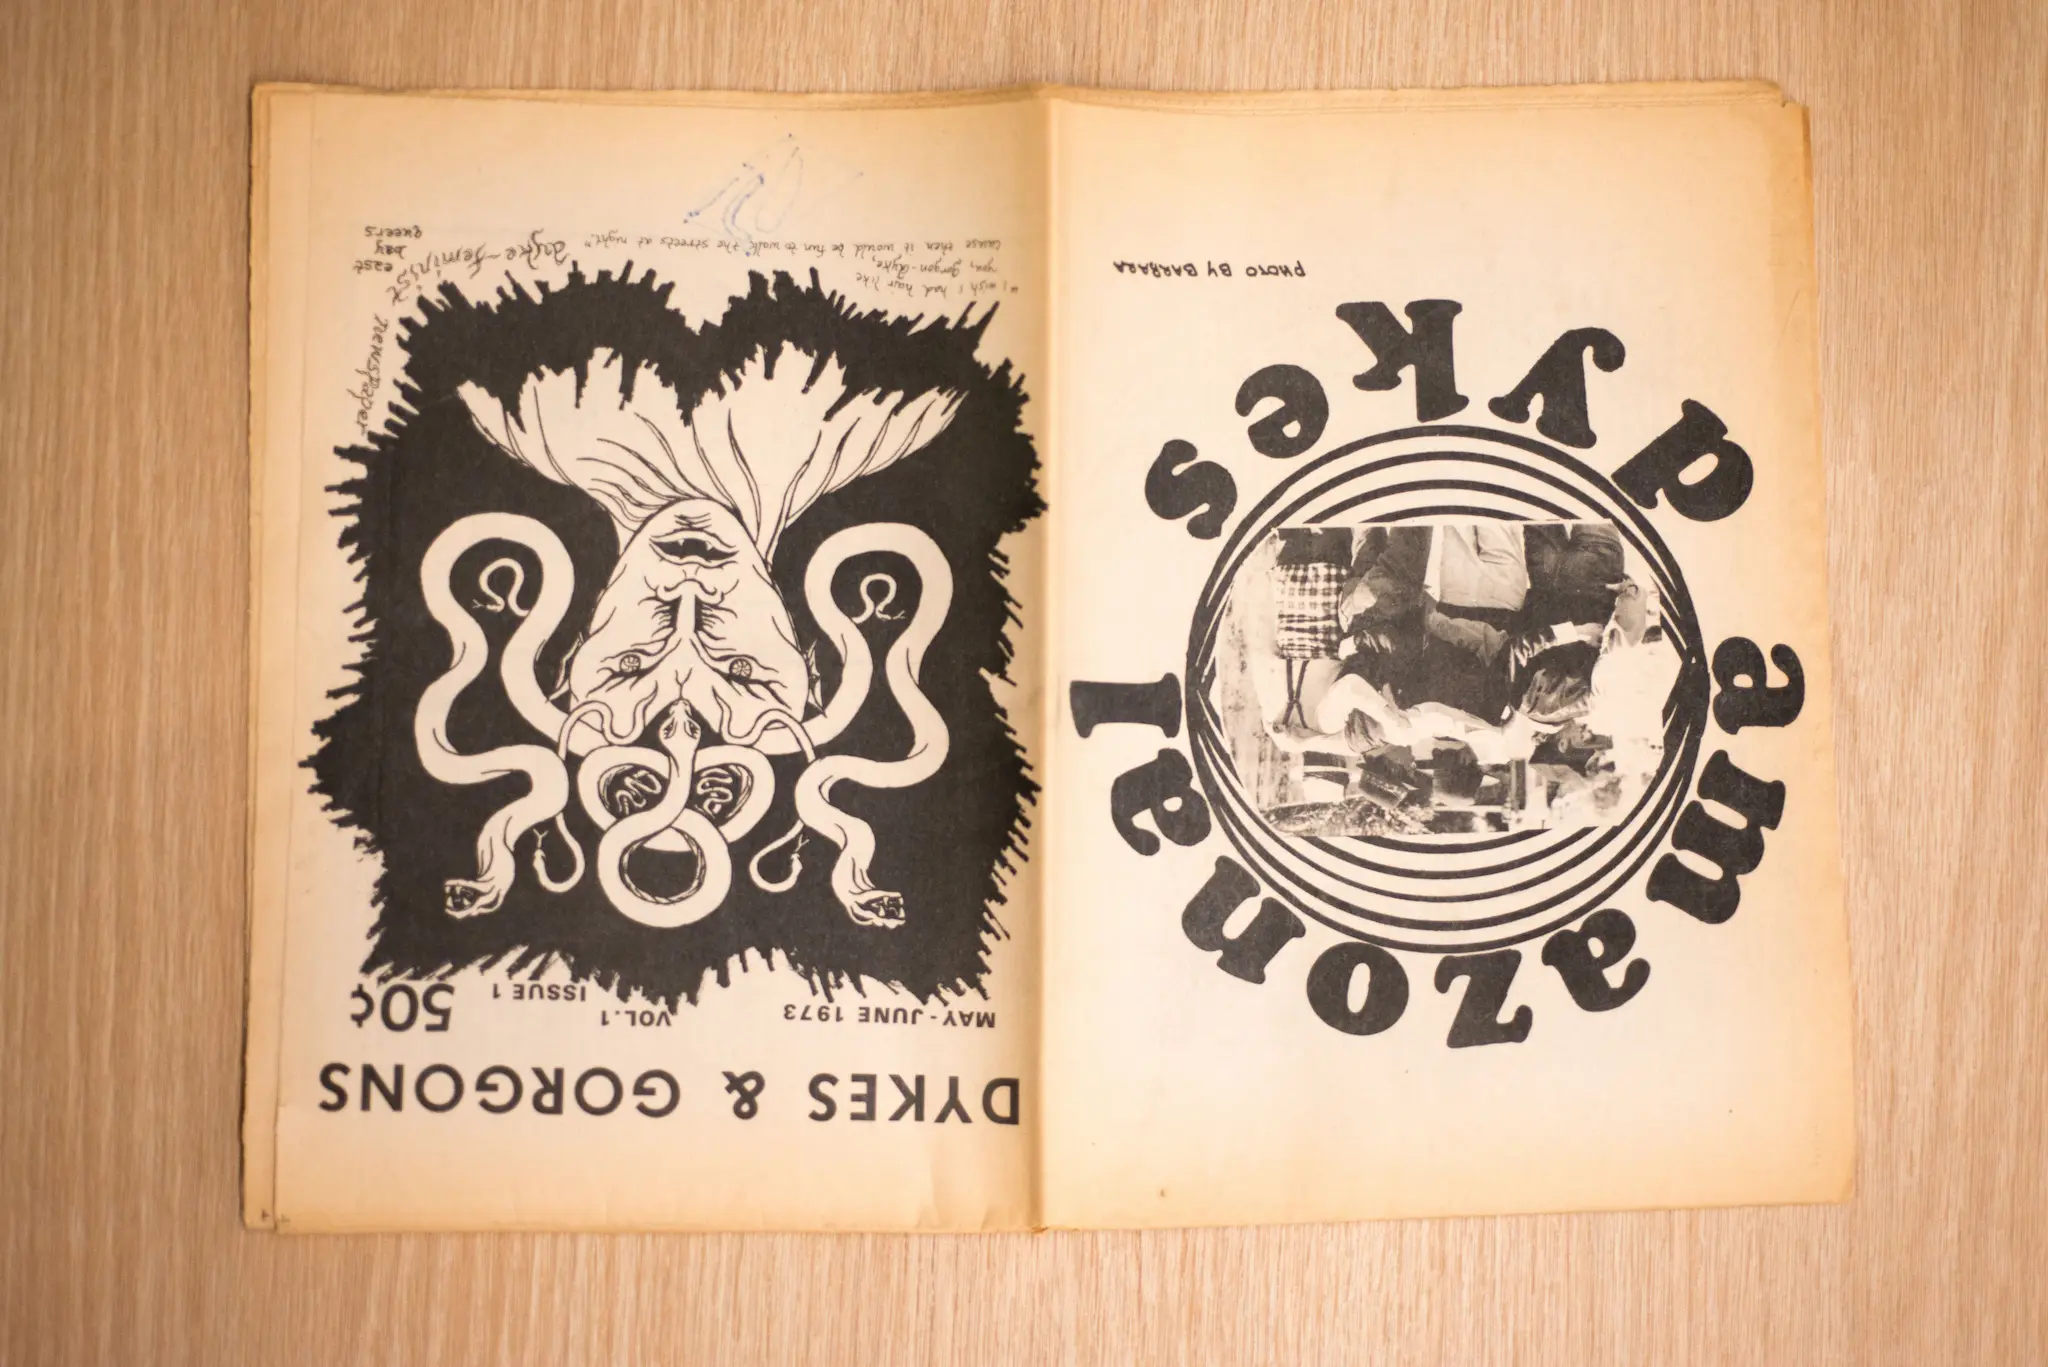 DYKES & GORGONS
MAY - JUNE 1973
VOL. 1
ISSUE 1
50¢
"I wish I had hair like
you, gorgon-dyke,
cause then it would be fun to walk the streets at night."
dyke-feminist newspaper
east
bay
queers
amazonal
dykes
PHOTO BY BARBARA